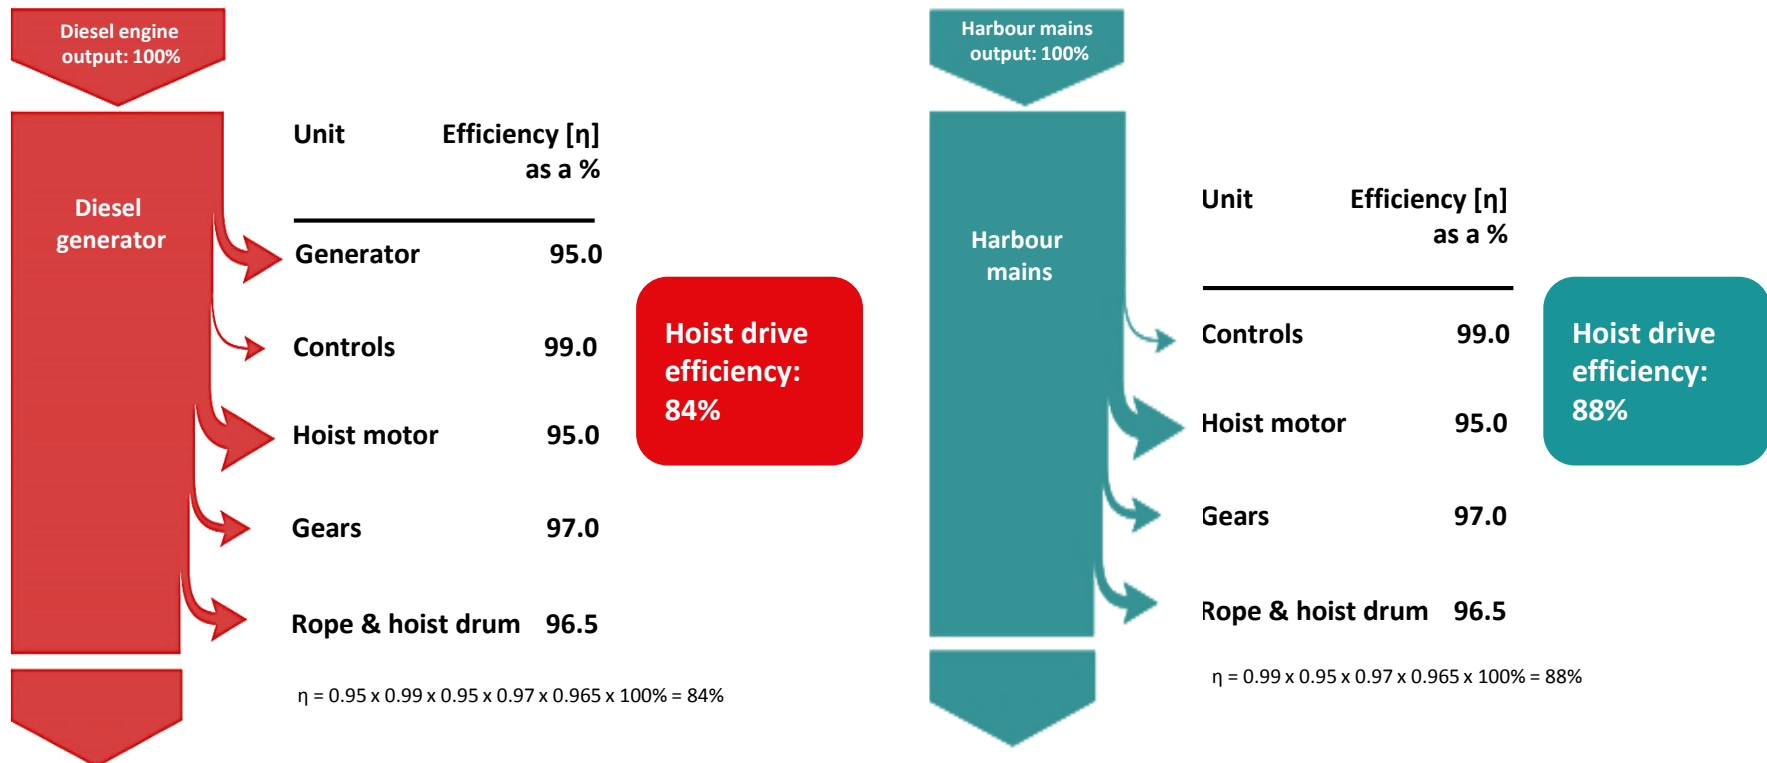 Diesel engine
output: 100%
Unit Efficiency [η]
as a %
Diesel
generator
Generator 95.0
Controls 99.0
Hoist motor 95.0
Gears 97.0
Rope & hoist drum 96.5
η = 0.95 x 0.99 x 0.95 x 0.97 x 0.965 x 100% = 84%
Hoist drive
efficiency:
84%
Harbour mains
output: 100%
Unit Efficiency [η]
as a %
Harbour
mains
Controls 99.0
Hoist motor 95.0
Gears 97.0
Rope & hoist drum 96.5
η = 0.99 x 0.95 x 0.97 x 0.965 x 100% = 88%
Hoist drive
efficiency:
88%